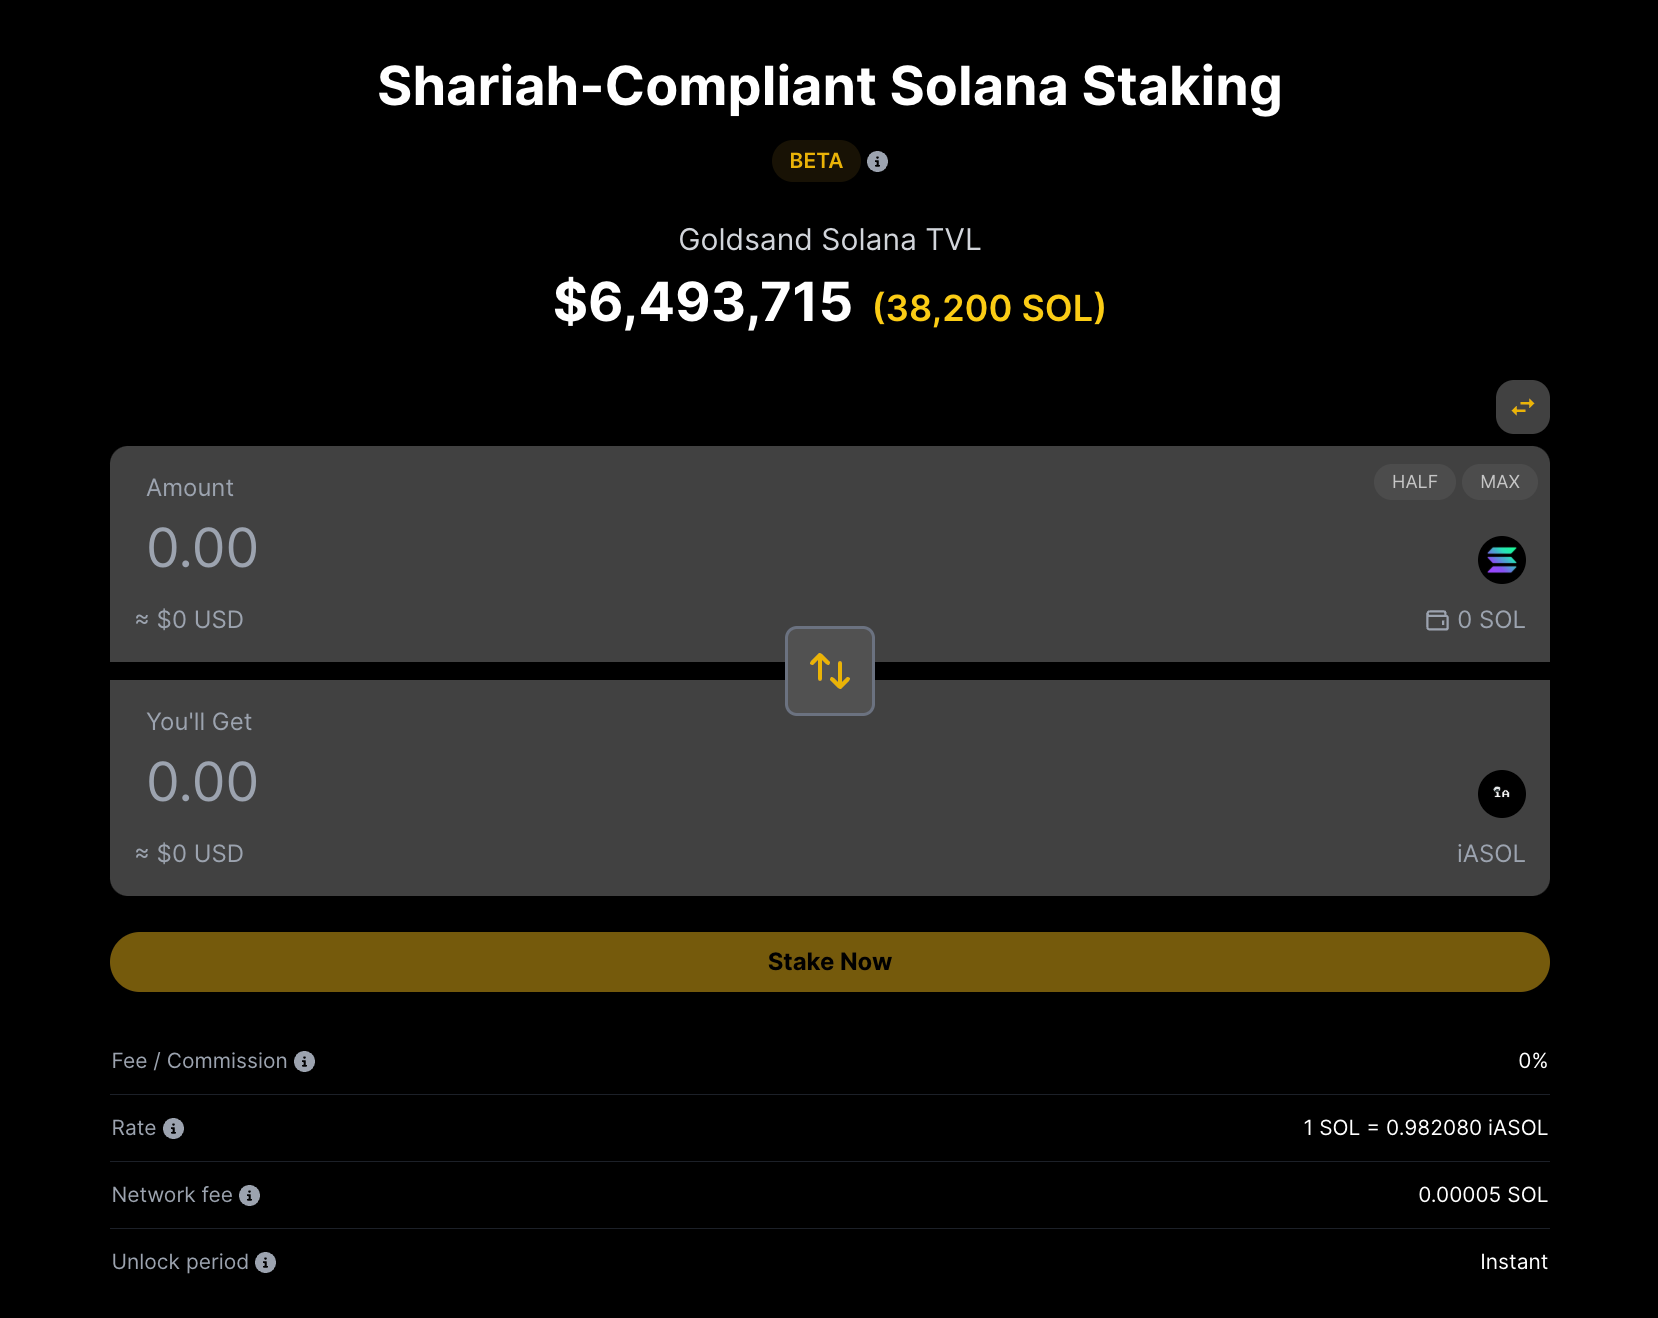 Shariah-Compliant Solana Staking
BETA
Goldsand Solana TVL
$6,493,715 (38,200 SOL)
Amount HALF MAX
0.00
≈ $0 USD 0 SOL
You'll Get
0.00
≈ $0 USD iASOL
Stake Now
Fee / Commission 0%
Rate 1 SOL = 0.982080 iASOL
Network fee 0.00005 SOL
Unlock period Instant